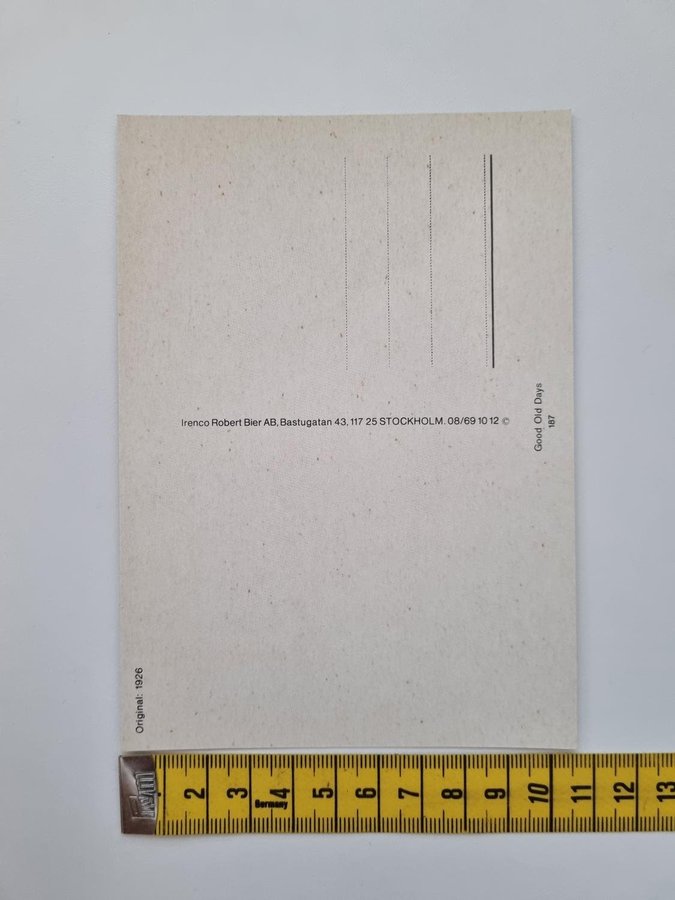 Irenco Robert Bier AB, Bastugatan 43, 117 25 STOCKHOLM. 08/69 10 12 ©
Good Old Days
187
Original: 1926
2 3 4 5 6 7 8 9 10 11 12 13
Germany